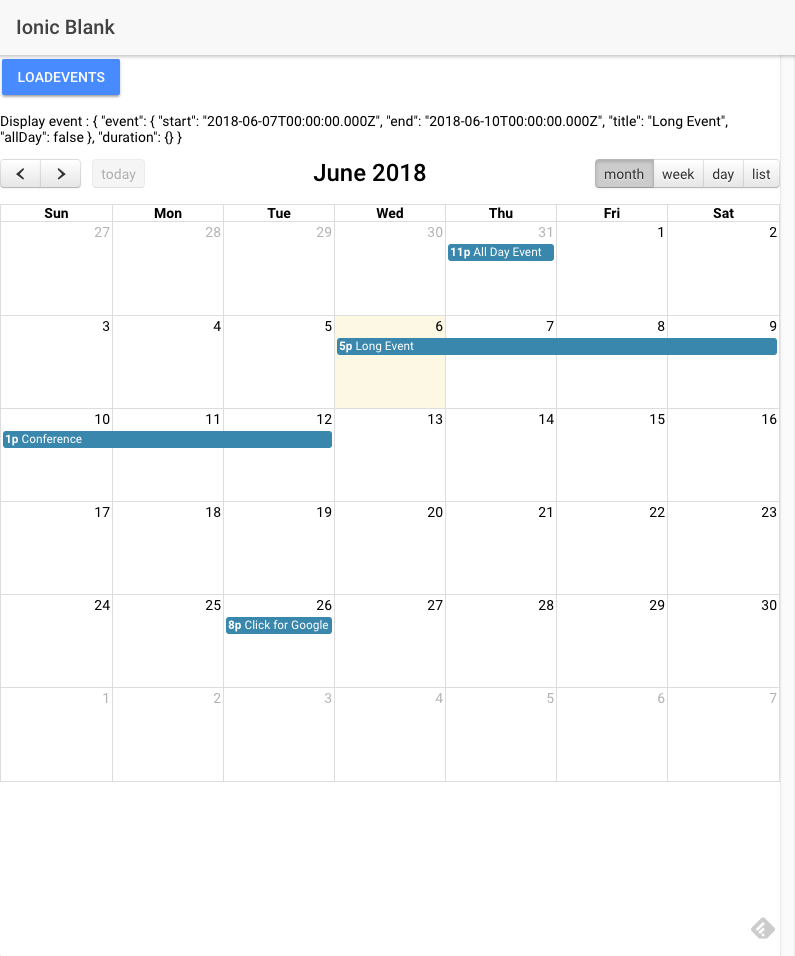 Ionic Blank
LOADEVENTS
Display event : { "event": { "start": "2018-06-07T00:00:00.000Z", "end": "2018-06-10T00:00:00.000Z", "title": "Long Event",
"allDay": false }, "duration": {} }
today
June 2018
month week day list
Sun Mon Tue Wed Thu Fri Sat
27 28 29 30 31 1 2
11p All Day Event
3 4 5 6 7 8 9
5p Long Event
10 11 12 13 14 15 16
1p Conference
17 18 19 20 21 22 23
24 25 26 27 28 29 30
8p Click for Google
1 2 3 4 5 6 7